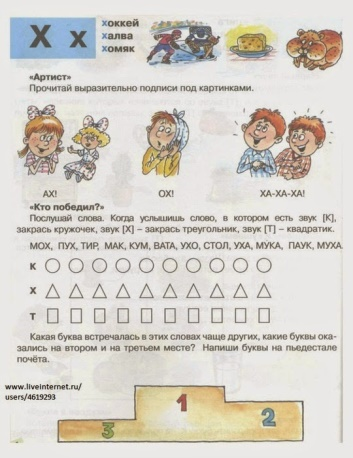 Х х
хоккей
халва
хомяк
«Артист»
Прочитай выразительно подписи под картинками.
АХ!
ОХ!
ХА-ХА-ХА!
«Кто победил?»
Послушай слова. Когда услышишь слово, в котором есть звук [К],
закрась кружочек, звук [Х] – закрась треугольник, звук [Т] – квадратик.
МОХ, ПУХ, ТИР, МАК, КУМ, ВАТА, УХО, СТОЛ, УХА, МУКА, ПАУК, МУХА.
К
Х
Т
Какая буква встречалась в этих словах чаще других, какие буквы ока-
зались на втором и на третьем месте? Напиши буквы на пьедестале
почёта.
www.liveinternet.ru/
users/4619293
1
2
3